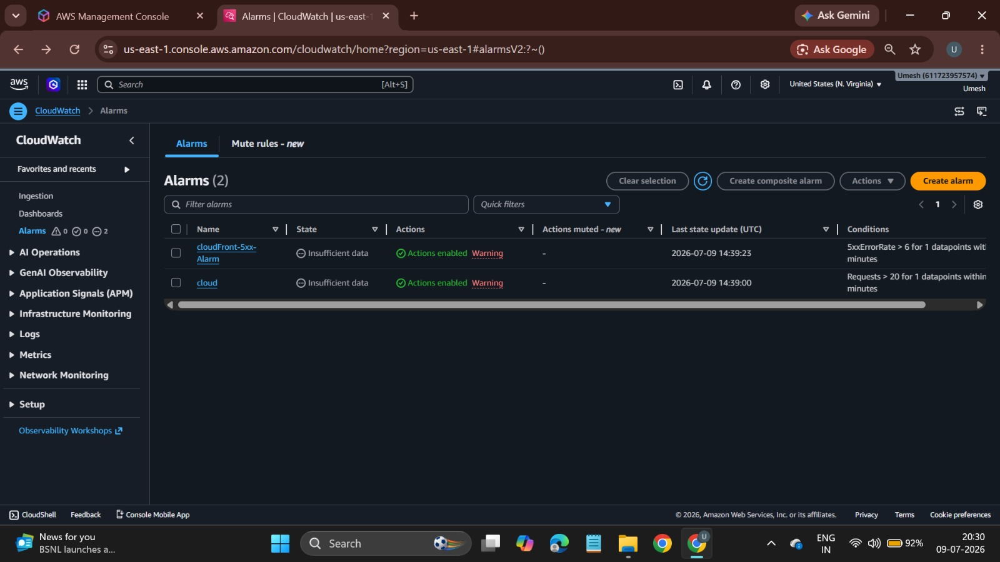 AWS Management Console
Alarms | CloudWatch | us-east-1
Ask Gemini
us-east-1.console.aws.amazon.com/cloudwatch/home?region=us-east-1#alarmsV2:?~()
Ask Google
U
aws
Search
[Alt+S]
United States (N. Virginia)
Umesh (611723957574)
Umesh
CloudWatch
Alarms
CloudWatch
Favorites and recents
Ingestion
Dashboards
Alarms 0 0 2
AI Operations
GenAI Observability
Application Signals (APM)
Infrastructure Monitoring
Logs
Metrics
Network Monitoring
Setup
Observability Workshops
Alarms
Mute rules - new
Alarms (2)
Clear selection
Create composite alarm
Actions
Create alarm
Filter alarms
Quick filters
1
Name State Actions Actions muted - new Last state update (UTC) Conditions
cloudFront-5xx-
Alarm
Insufficient data
Actions enabled Warning
-
2026-07-09 14:39:23
5xxErrorRate > 6 for 1 datapoints wit
minutes
cloud
Insufficient data
Actions enabled Warning
-
2026-07-09 14:39:00
Requests > 20 for 1 datapoints within
minutes
CloudShell
Feedback
Console Mobile App
© 2026, Amazon Web Services, Inc. or its affiliates.
Privacy
Terms
Cookie preferences
News for you
BSNL launches a...
Search
U
ENG
IN
92%
20:30
09-07-2026